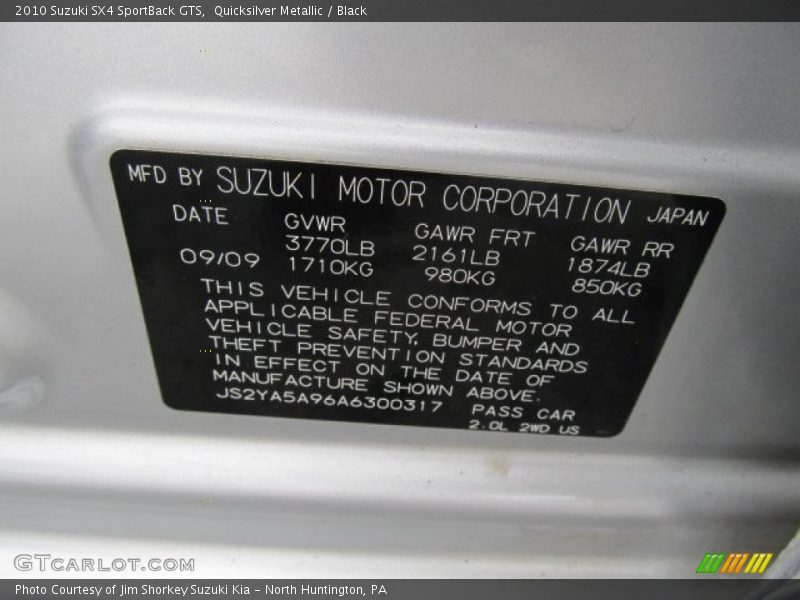 2010 Suzuki SX4 SportBack GTS,  Quicksilver Metallic / Black
MFD BY SUZUKI MOTOR CORPORATION JAPAN
DATE GVWR GAWR FRT GAWR RR
3770LB 2161LB 1874LB
09/09 1710KG 980KG 850KG
THIS VEHICLE CONFORMS TO ALL
APPLICABLE FEDERAL MOTOR
VEHICLE SAFETY, BUMPER AND
THEFT PREVENTION STANDARDS
IN EFFECT ON THE DATE OF
MANUFACTURE SHOWN ABOVE.
JS2YA5A96A6300317 PASS CAR
2.0L 2WD US
GTCARLOT.COM
Photo Courtesy of Jim Shorkey Suzuki Kia - North Huntington, PA